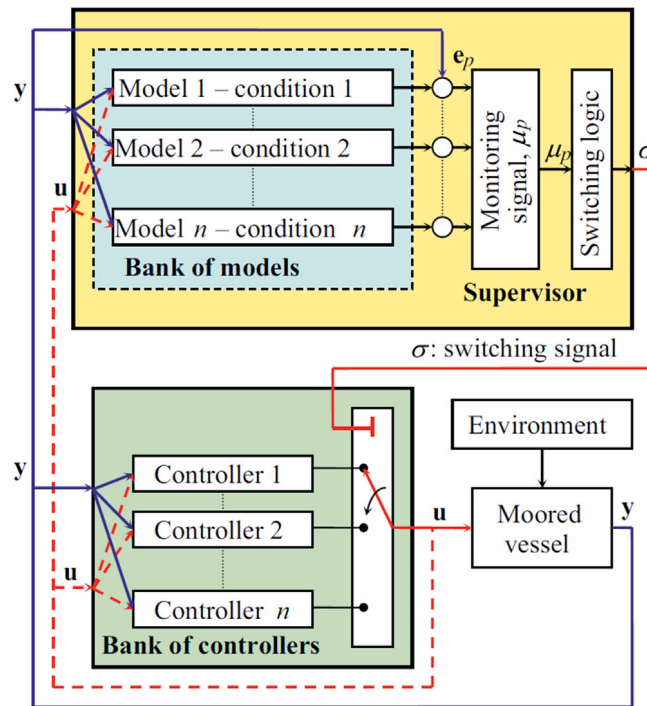 y
Model 1 – condition 1
e_p
Model 2 – condition 2
Monitoring
signal, μ_p
μ_p
Switching logic
σ
u
Model n – condition n
Bank of models
Supervisor
σ: switching signal
Environment
y
Controller 1
Controller 2
u
Moored
vessel
y
u
Controller n
Bank of controllers